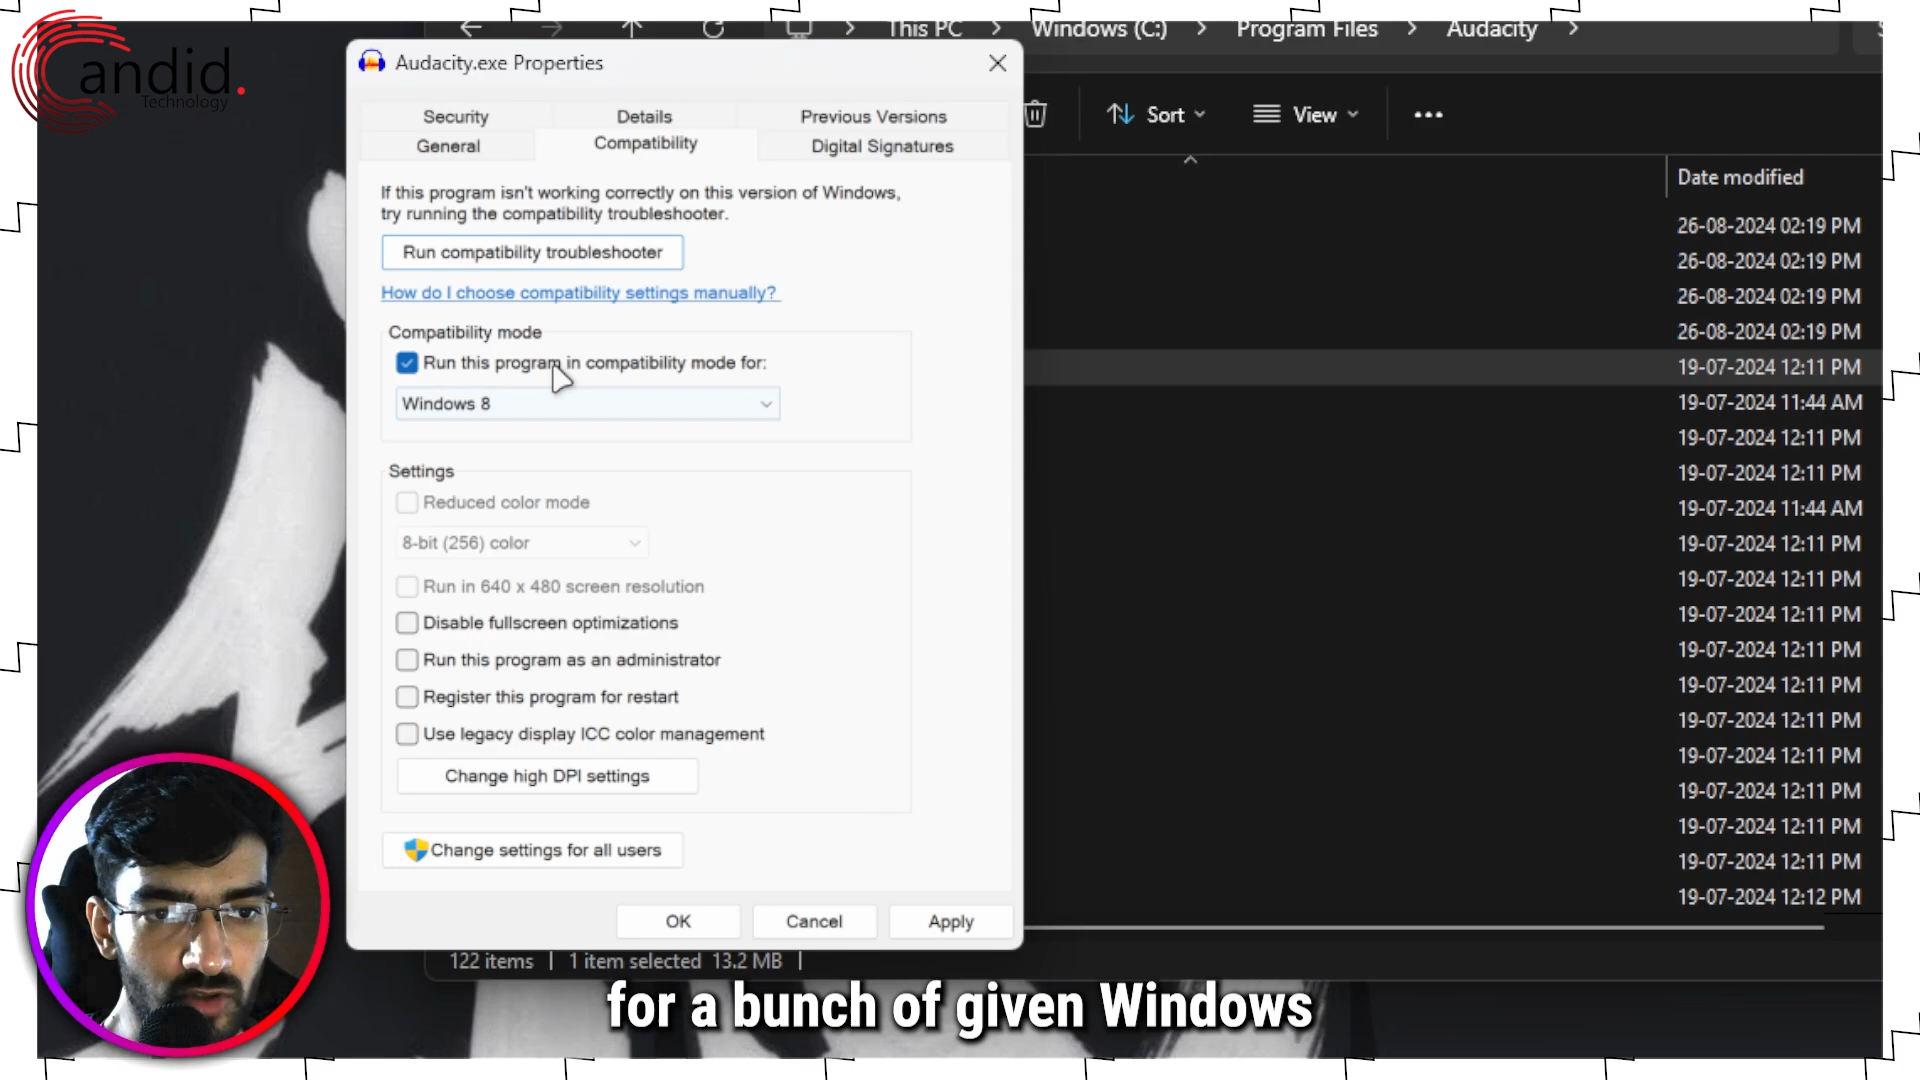 andid.
Technology
This PC
Windows (C:)
Program Files
Audacity
Audacity.exe Properties
Sort
View
Security
Details
Previous Versions
General
Compatibility
Digital Signatures
If this program isn't working correctly on this version of Windows,
try running the compatibility troubleshooter.
Run compatibility troubleshooter
How do I choose compatibility settings manually?
Compatibility mode
Run this program in compatibility mode for:
Windows 8
Settings
Reduced color mode
8-bit (256) color
Run in 640 x 480 screen resolution
Disable fullscreen optimizations
Run this program as an administrator
Register this program for restart
Use legacy display ICC color management
Change high DPI settings
Change settings for all users
OK
Cancel
Apply
Date modified
26-08-2024 02:19 PM
26-08-2024 02:19 PM
26-08-2024 02:19 PM
26-08-2024 02:19 PM
19-07-2024 12:11 PM
19-07-2024 11:44 AM
19-07-2024 12:11 PM
19-07-2024 12:11 PM
19-07-2024 11:44 AM
19-07-2024 12:11 PM
19-07-2024 12:11 PM
19-07-2024 12:11 PM
19-07-2024 12:11 PM
19-07-2024 12:11 PM
19-07-2024 12:11 PM
19-07-2024 12:11 PM
19-07-2024 12:11 PM
19-07-2024 12:11 PM
19-07-2024 12:11 PM
19-07-2024 12:12 PM
122 items
1 item selected 13.2 MB
for a bunch of given Windows